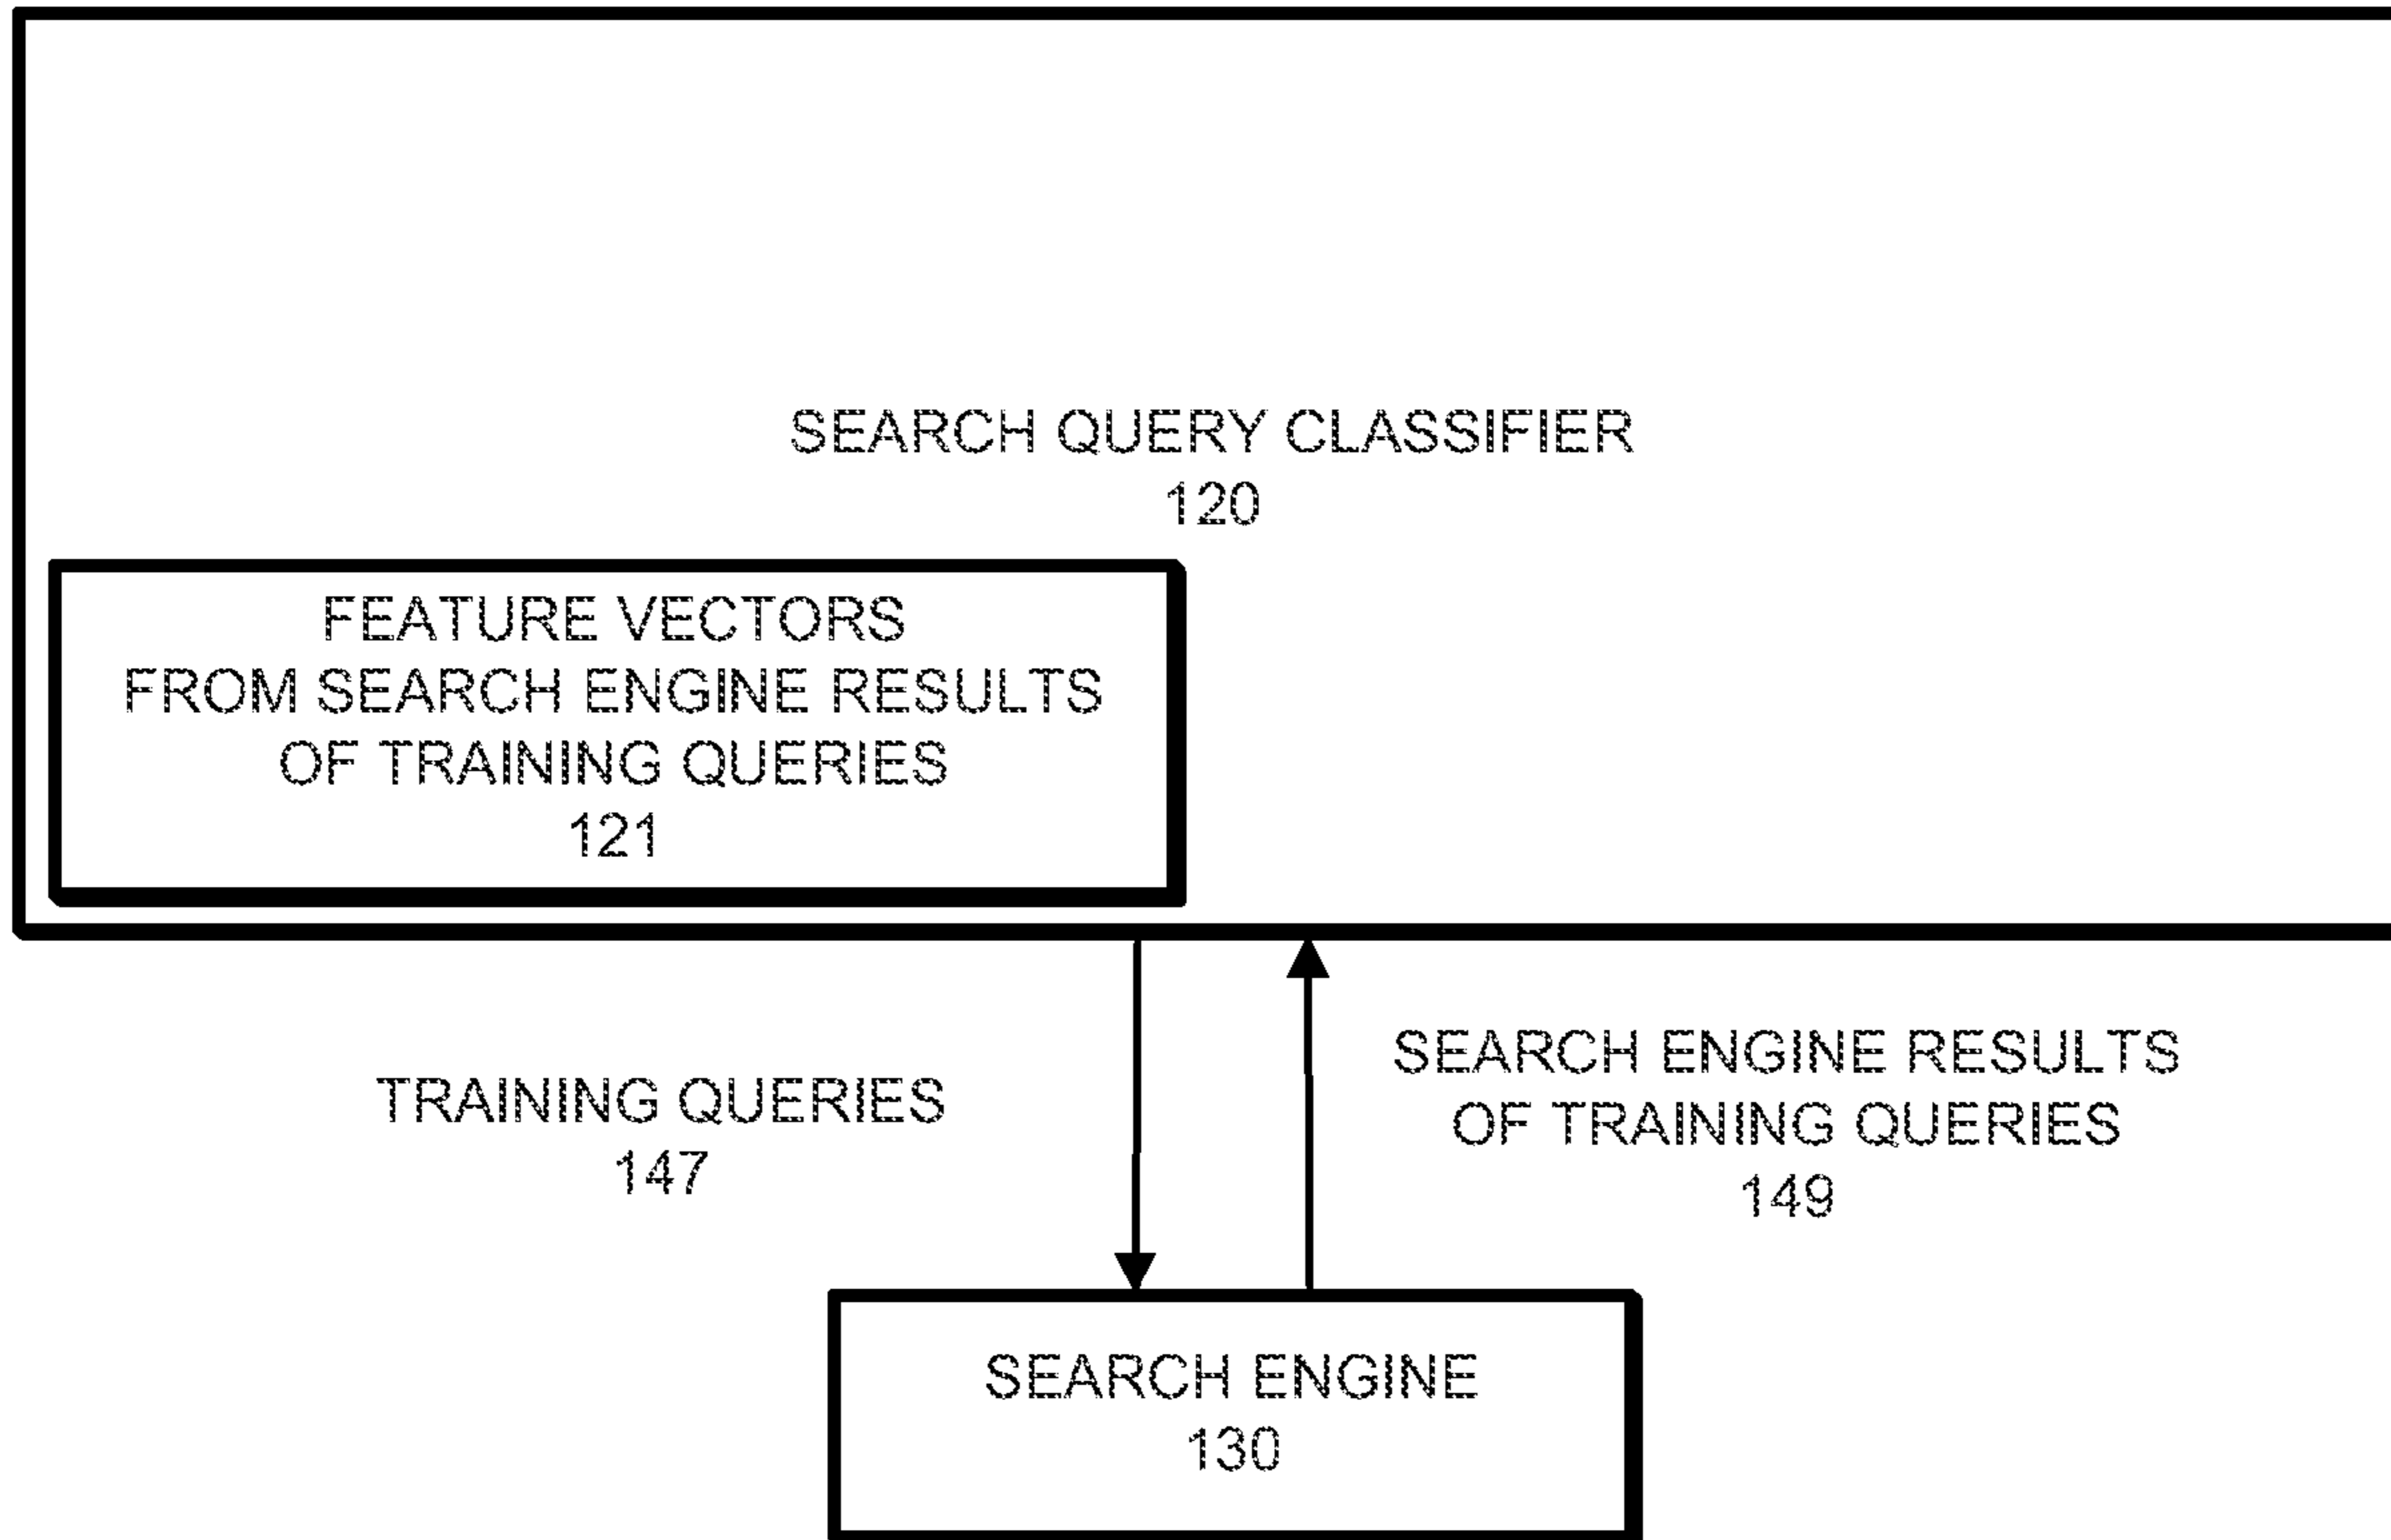 SEARCH QUERY CLASSIFIER
120
FEATURE VECTORS
FROM SEARCH ENGINE RESULTS
OF TRAINING QUERIES
121
TRAINING QUERIES
147
SEARCH ENGINE RESULTS
OF TRAINING QUERIES
149
SEARCH ENGINE
130